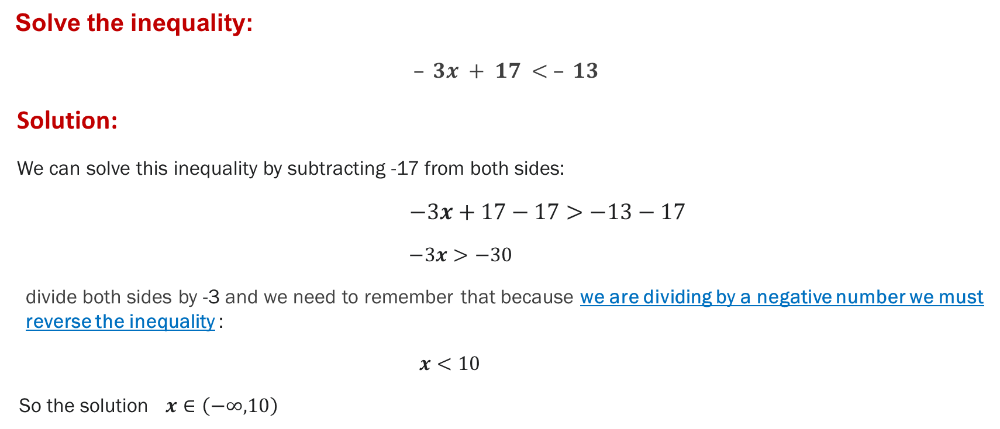 Solve the inequality:
– 3x + 17 < – 13
Solution:
We can solve this inequality by subtracting -17 from both sides:
−3x + 17 − 17 > −13 − 17
−3x > −30
divide both sides by -3 and we need to remember that because we are dividing by a negative number we must
reverse the inequality :
x < 10
So the solution x ∈ (−∞,10)